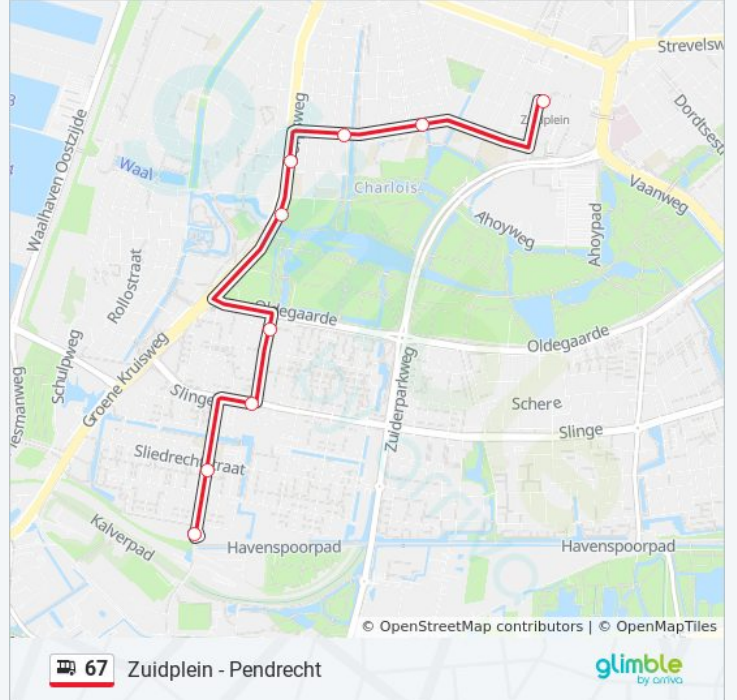 Strevelsw
Dordtsest
Zuidplein
Waalhaven Oostzijde
Waal
Charlois
Vaanweg
Ahoyweg
Ahoypad
Rollostraat
Oldegaarde
Oldegaarde
Schulpweg
Groene Kruisweg
Zuiderparkweg
Slinge
Schere
Slinge
Sliedrechtstraat
Kalverpad
Havenspoorpad
Havenspoorpad
© OpenStreetMap contributors | © OpenMapTiles
67 Zuidplein - Pendrecht
glimble
by arriva